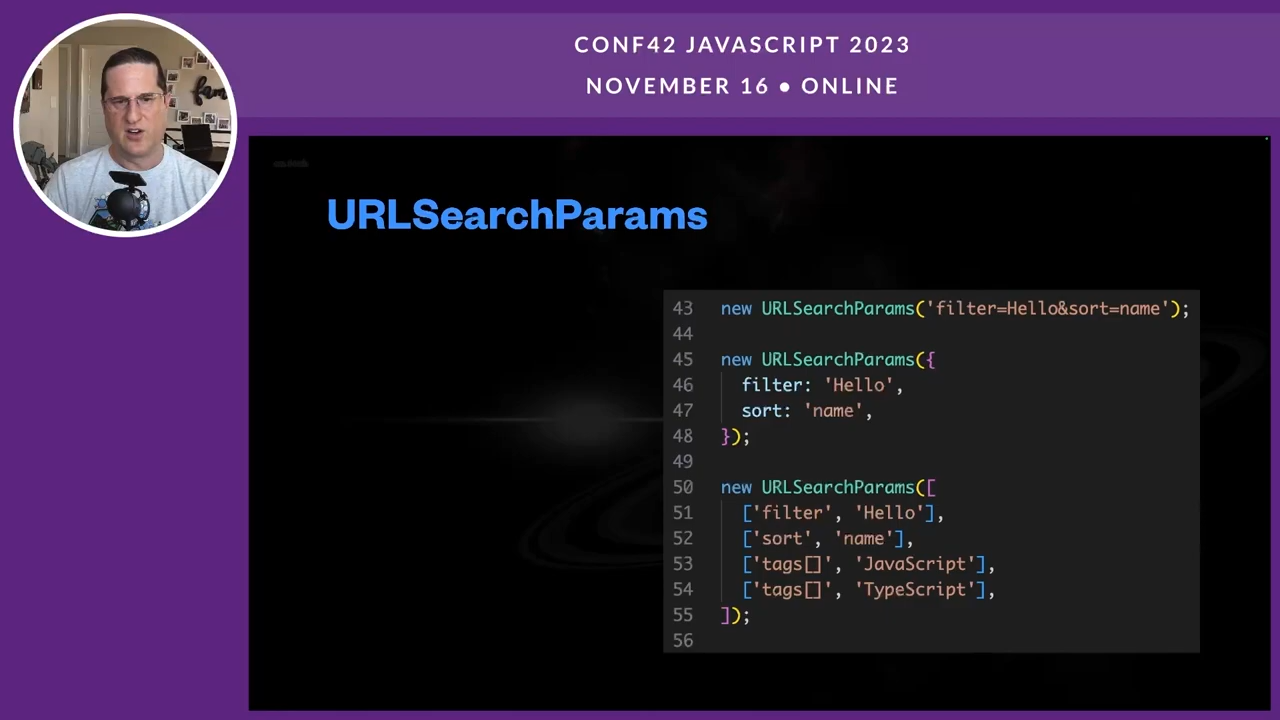 CONF42 JAVASCRIPT 2023
NOVEMBER 16 ● ONLINE
URLSearchParams
43 new URLSearchParams('filter=Hello&sort=name');
44
45 new URLSearchParams({
46 filter: 'Hello',
47 sort: 'name',
48 });
49
50 new URLSearchParams([
51 ['filter', 'Hello'],
52 ['sort', 'name'],
53 ['tags[]', 'JavaScript'],
54 ['tags[]', 'TypeScript'],
55 ]);
56